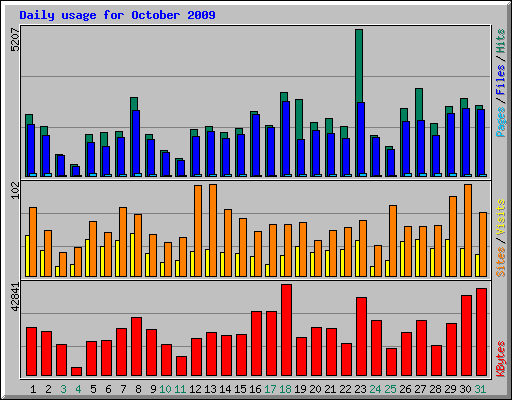 Daily usage for October 2009
5207
Pages / Files / Hits
102
Sites / Visits
42841
KBytes
1 2 3 4 5 6 7 8 9 10 11 12 13 14 15 16 17 18 19 20 21 22 23 24 25 26 27 28 29 30 31